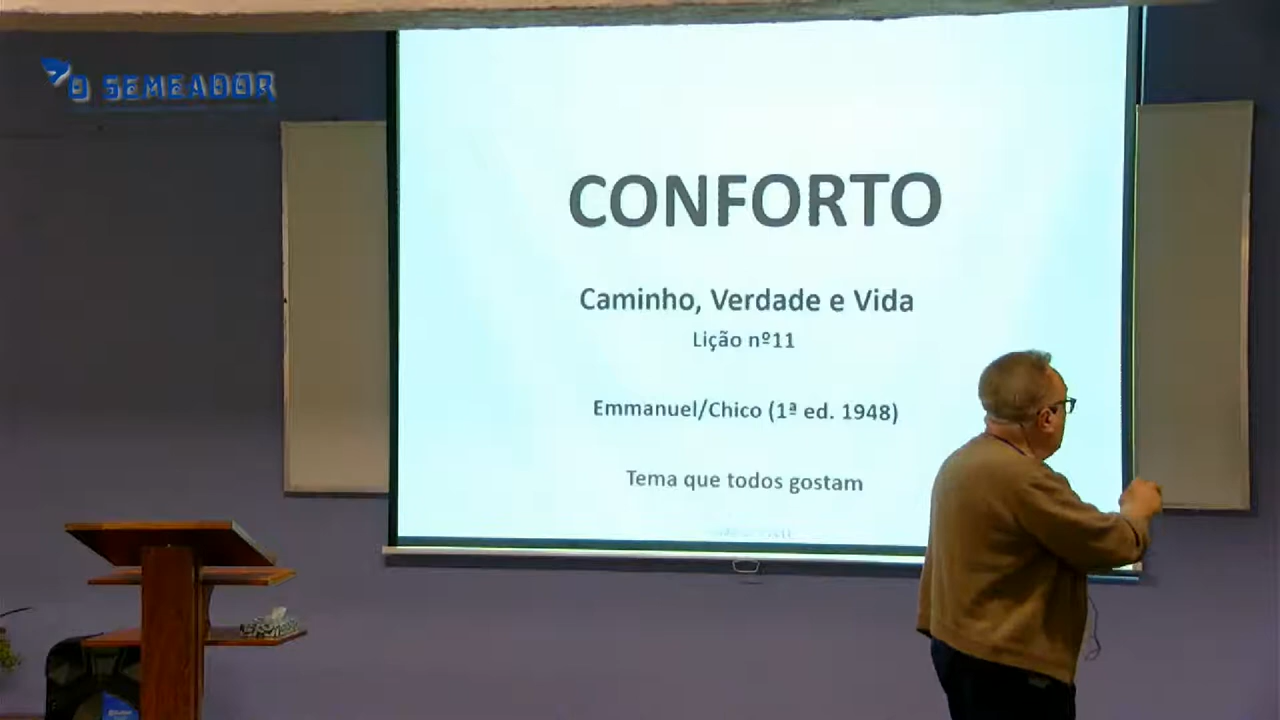 O SEMEADOR
CONFORTO
Caminho, Verdade e Vida
Lição nº11
Emmanuel/Chico (1ª ed. 1948)
Tema que todos gostam